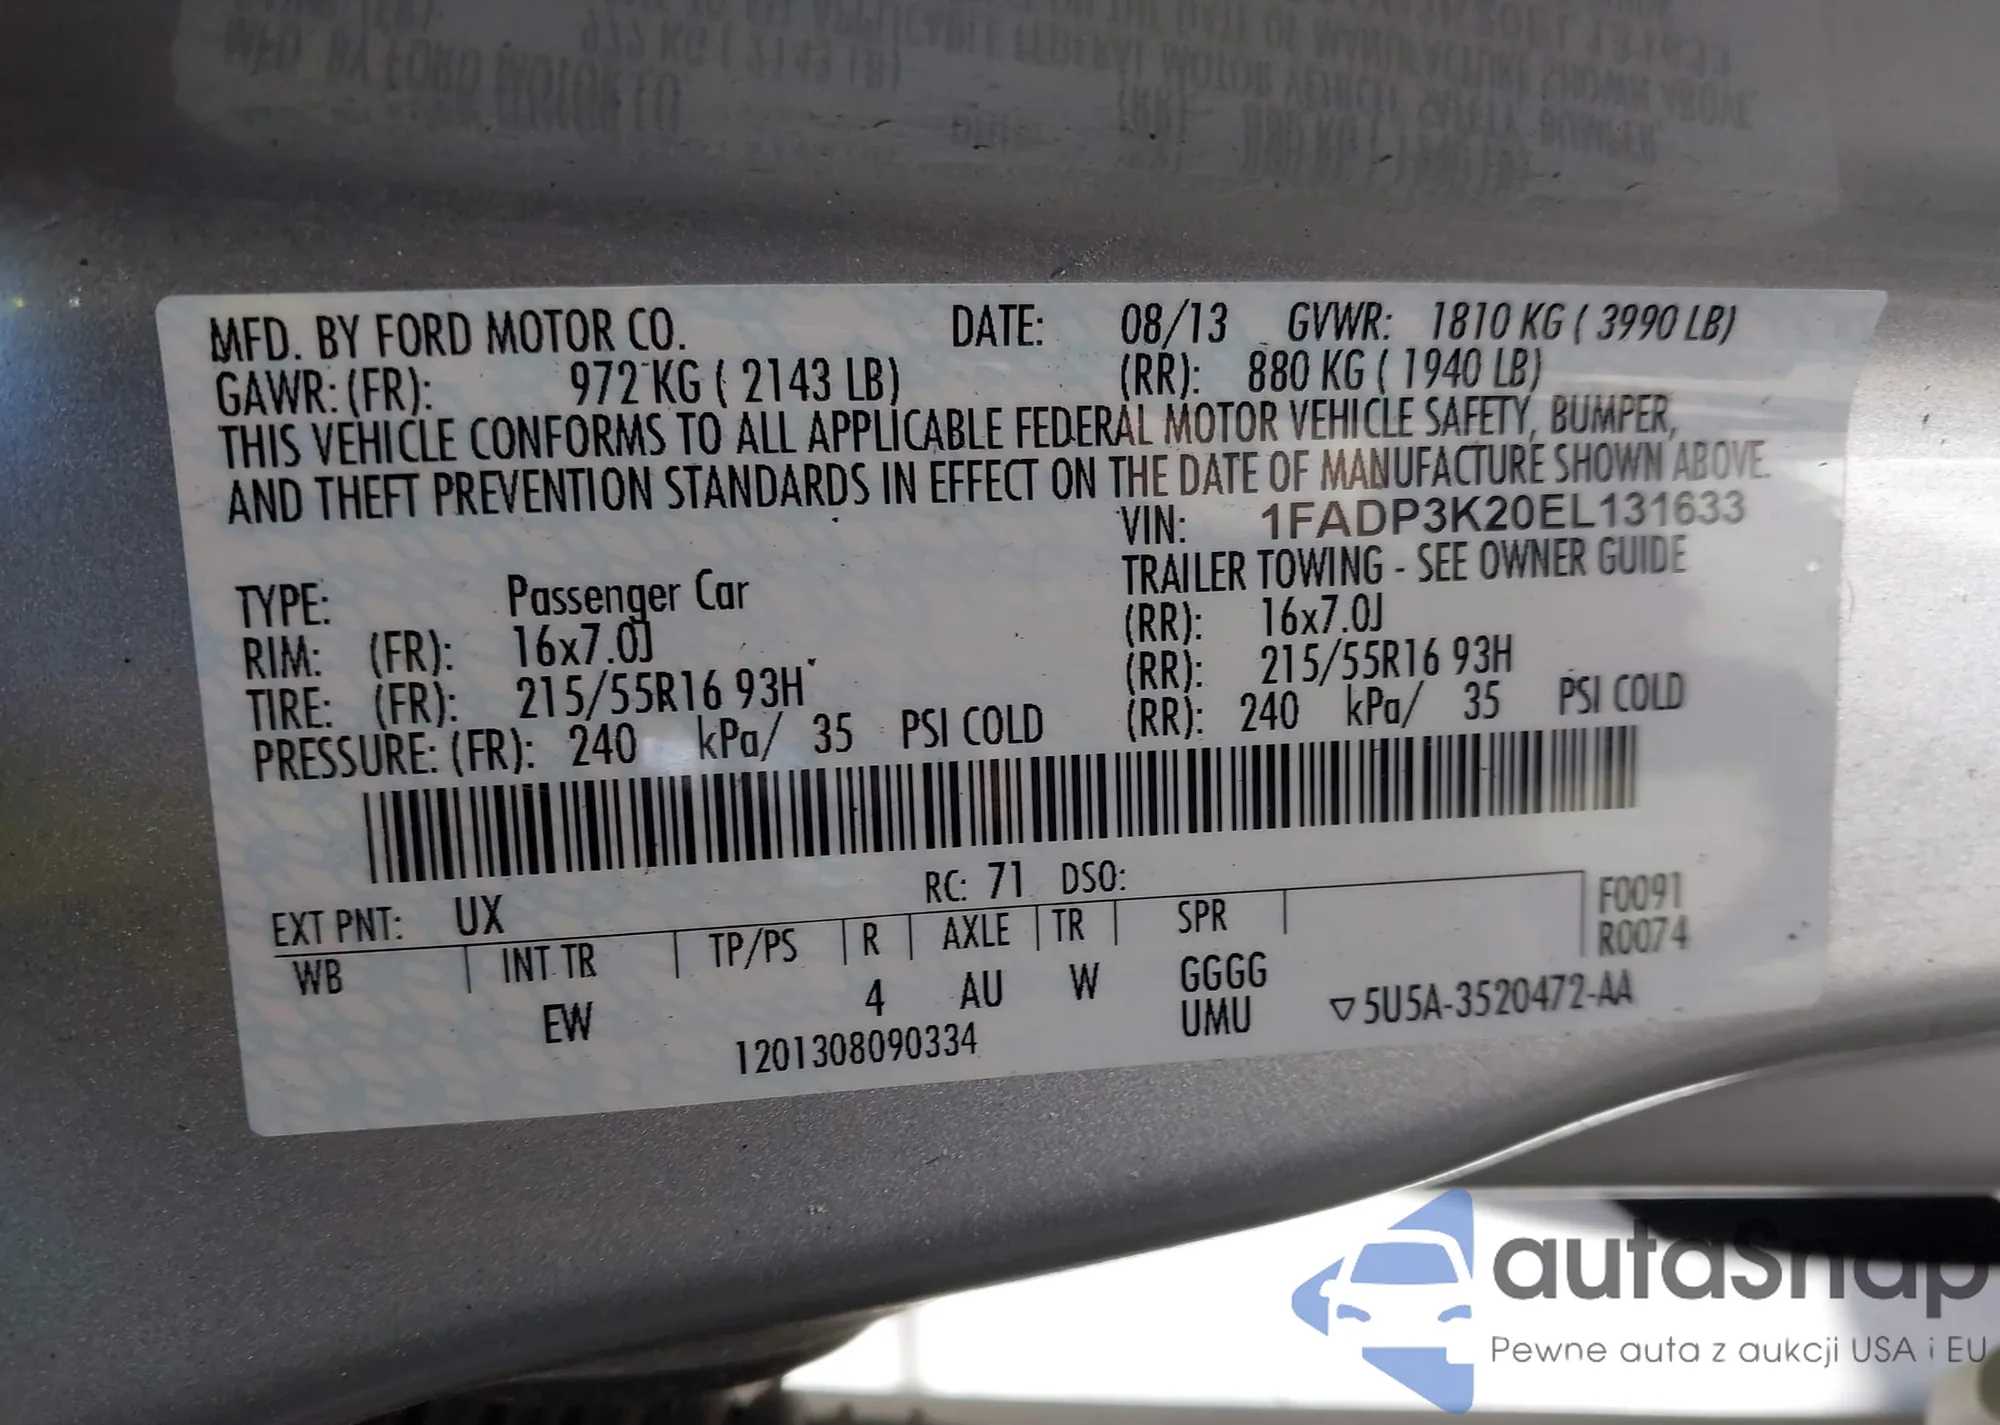 MFD. BY FORD MOTOR CO. DATE: 08/13 GVWR: 1810 KG ( 3990 LB)
GAWR: (FR): 972 KG ( 2143 LB) (RR): 880 KG ( 1940 LB)
THIS VEHICLE CONFORMS TO ALL APPLICABLE FEDERAL MOTOR VEHICLE SAFETY, BUMPER,
AND THEFT PREVENTION STANDARDS IN EFFECT ON THE DATE OF MANUFACTURE SHOWN ABOVE.
VIN: 1FADP3K20EL131633
TYPE: Passenger Car TRAILER TOWING - SEE OWNER GUIDE
RIM: (FR): 16x7.0J (RR): 16x7.0J
TIRE: (FR): 215/55R16 93H (RR): 215/55R16 93H
PRESSURE: (FR): 240 kPa/ 35 PSI COLD (RR): 240 kPa/ 35 PSI COLD
EXT PNT: UX RC: 71 DSO: F0091
WB INT TR TP/PS R AXLE TR SPR R0074
EW 4 AU W GGGG
1201308090334 UMU ▽5U5A-3520472-AA
autaSnap
Pewne auta z aukcji USA i EU